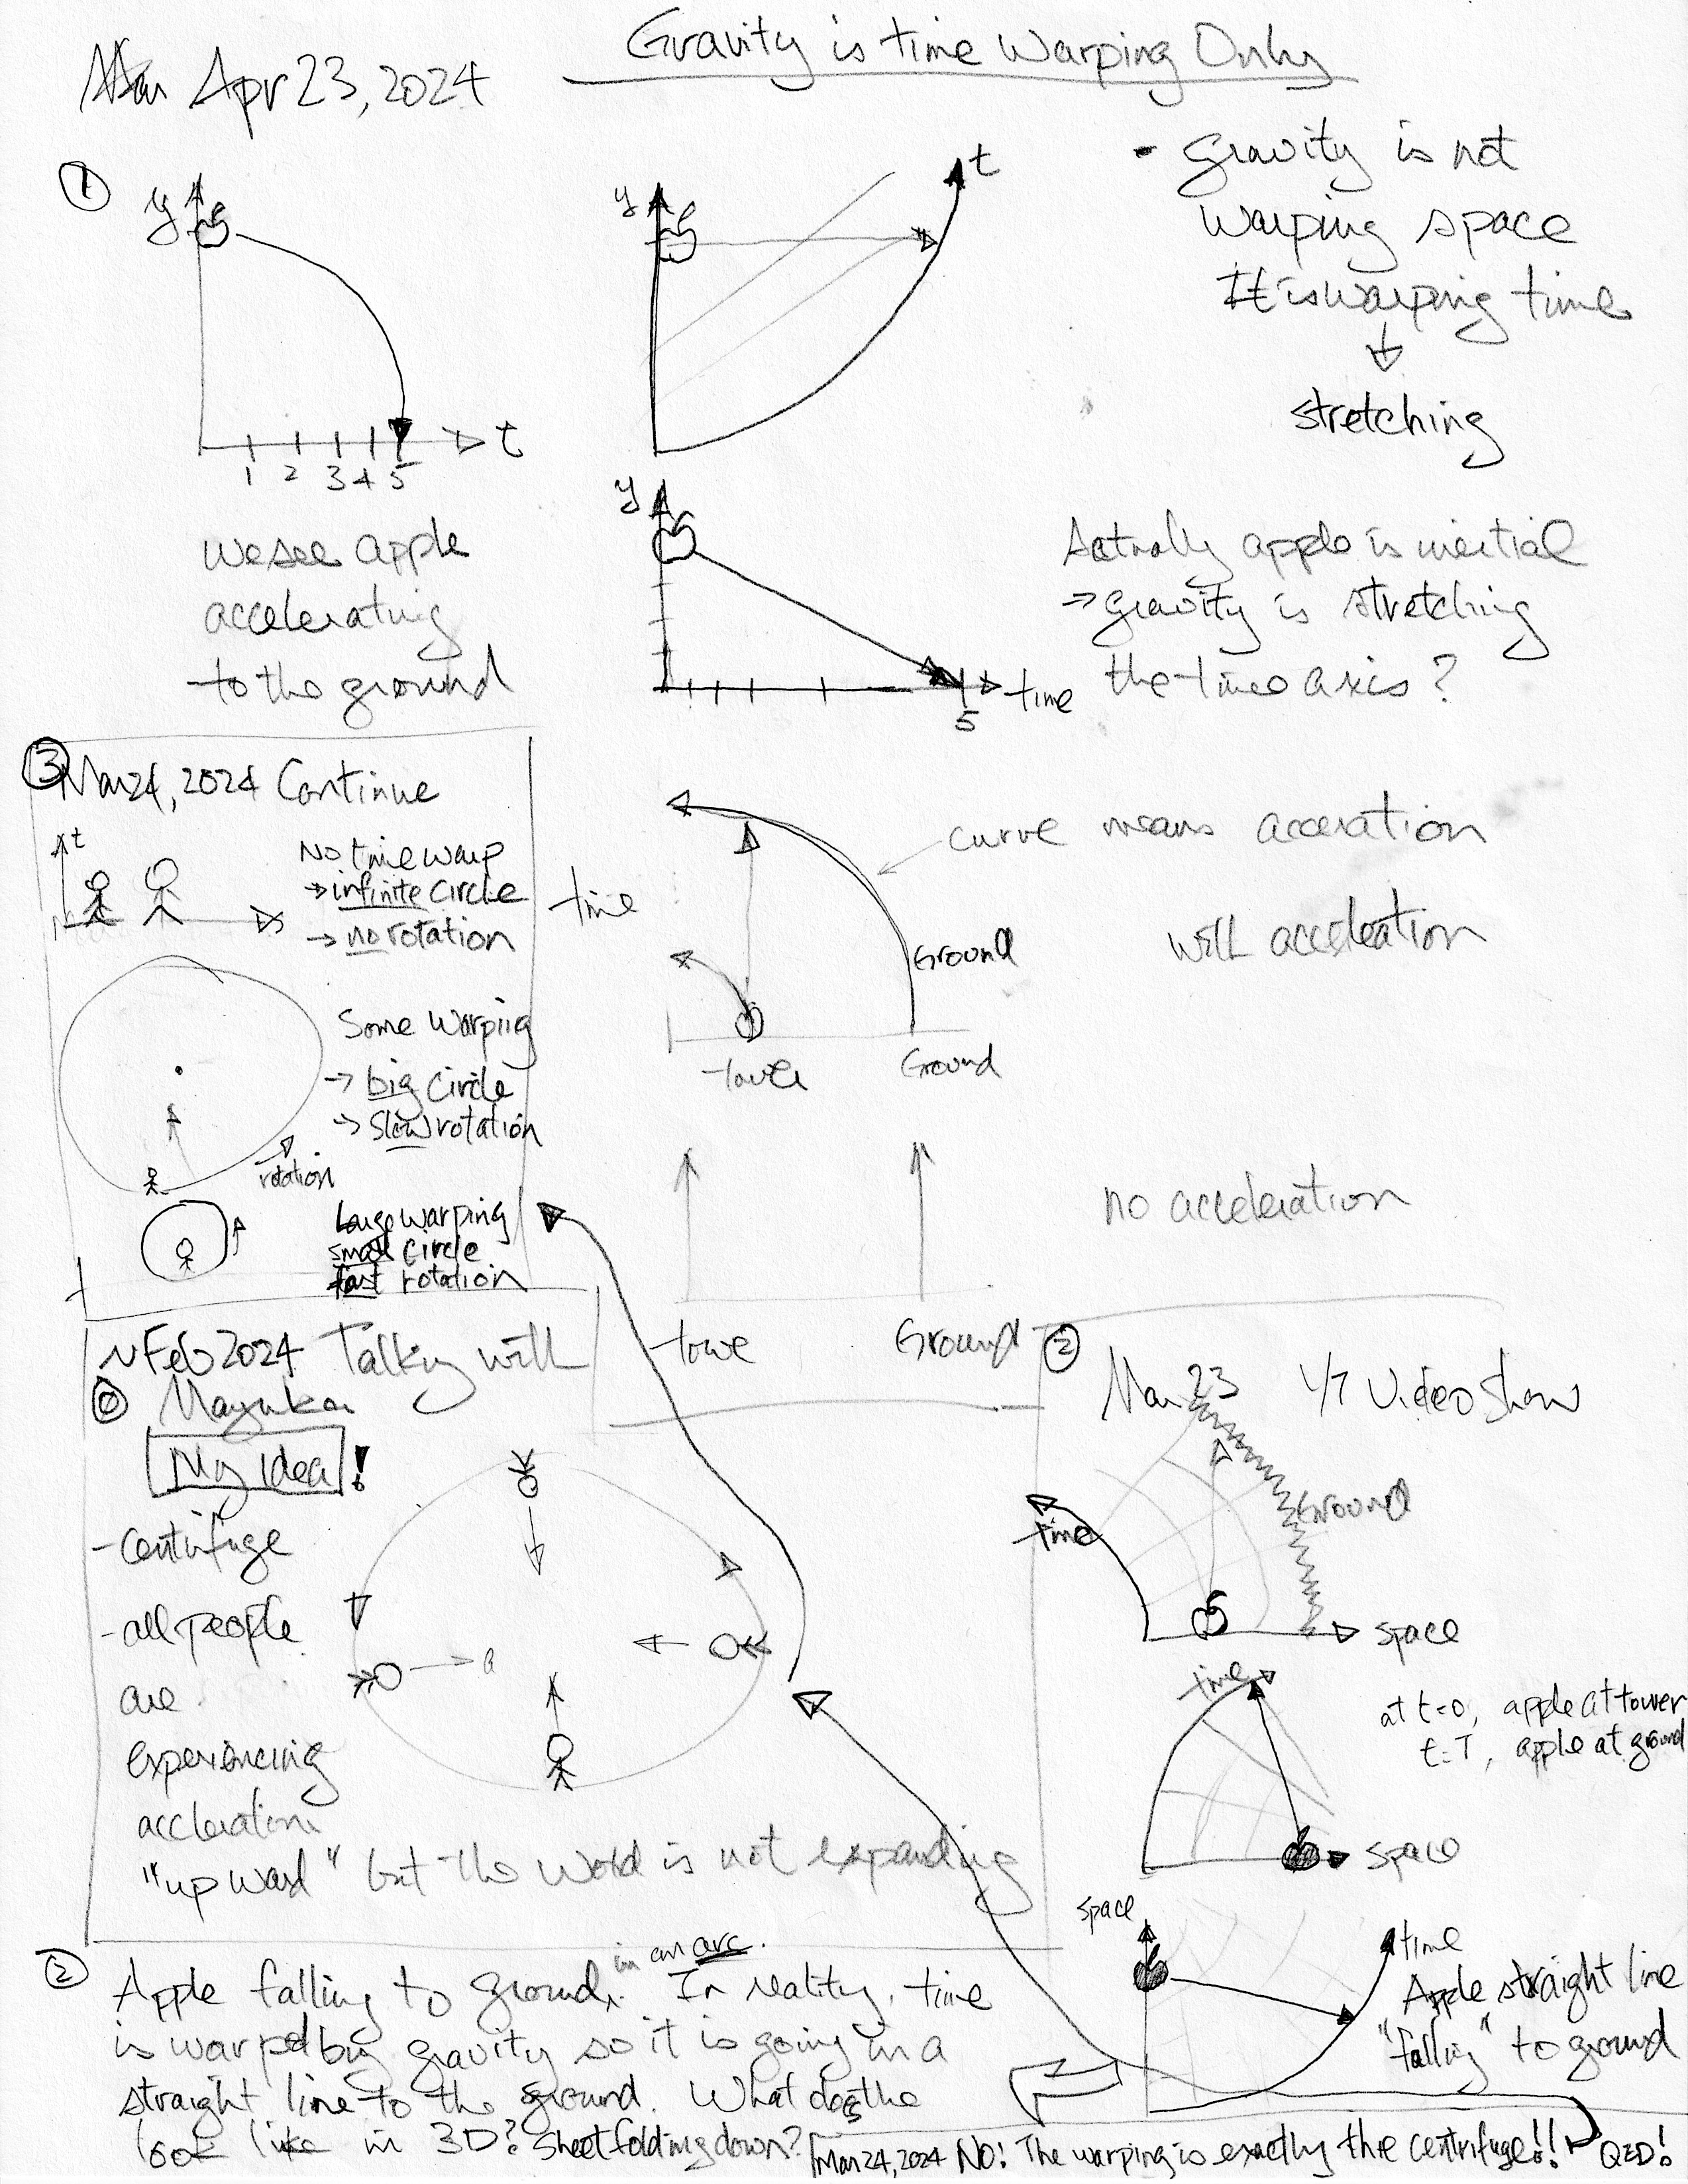 Gravity is time Warping Only
Apr 23, 2024
①
y
t
1 2 3 4 5
we see apple
accelerating
to the ground
y
t
- gravity is not
warping space
It is warping time
↓
stretching
y
time
5
Actually apple is inertial
→ gravity is stretching
the time axis?
③ Mar 24, 2024 Continue
t
No time warp
→ infinite circle
→ no rotation
Some Warping
→ big circle
→ slow rotation
rotation
Large warping
small circle
fast rotation
time
curve means acceration
Ground
will acceleation
Ground
no acceleration
towe
Ground
~Feb 2024 Talking with
⓪ Mayuka
My Idea!
- centrifuge
- all people
are
experiencing
accleration
"upward" but the world is not expanding
a
②
Mar 23 1/7 Video Show
Ground
time
space
time
at t=0, apple at tower
t=T, apple at ground
space
space
time
Apple straight line
"falling" to ground
② Apple falling to ground in an arc. In reality, time
is warped by gravity so it is going in a
straight line to the ground. What does the
look like in 3D? Sheet folding down?
Mar 24, 2024 NO! The warping is exactly the centrifuge!! QED!